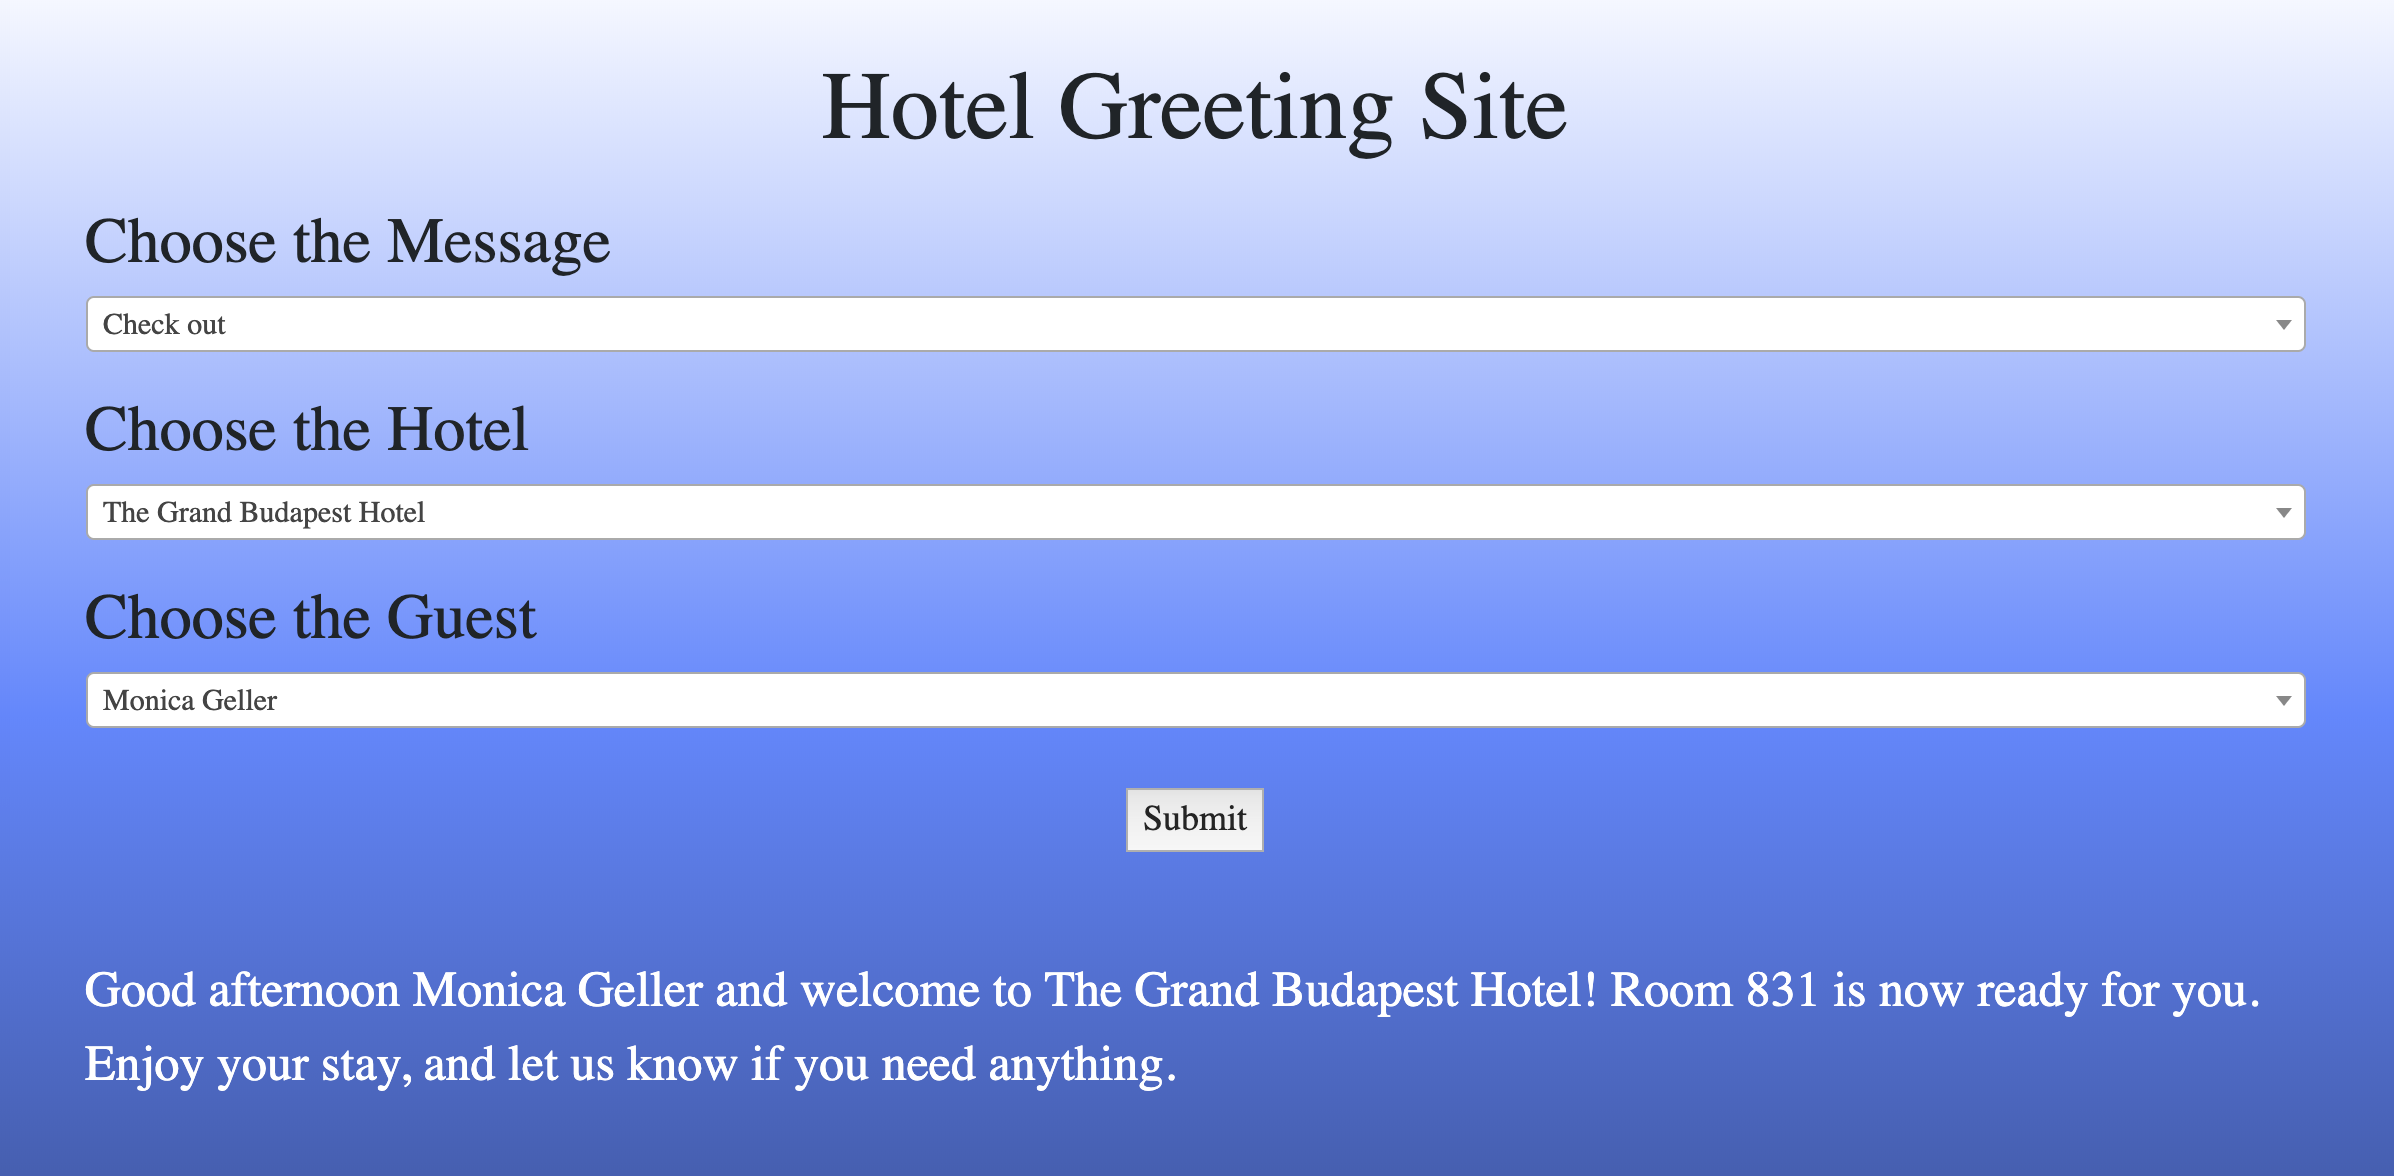 Hotel Greeting Site
Choose the Message
Check out
Choose the Hotel
The Grand Budapest Hotel
Choose the Guest
Monica Geller
Submit
Good afternoon Monica Geller and welcome to The Grand Budapest Hotel! Room 831 is now ready for you.
Enjoy your stay, and let us know if you need anything.